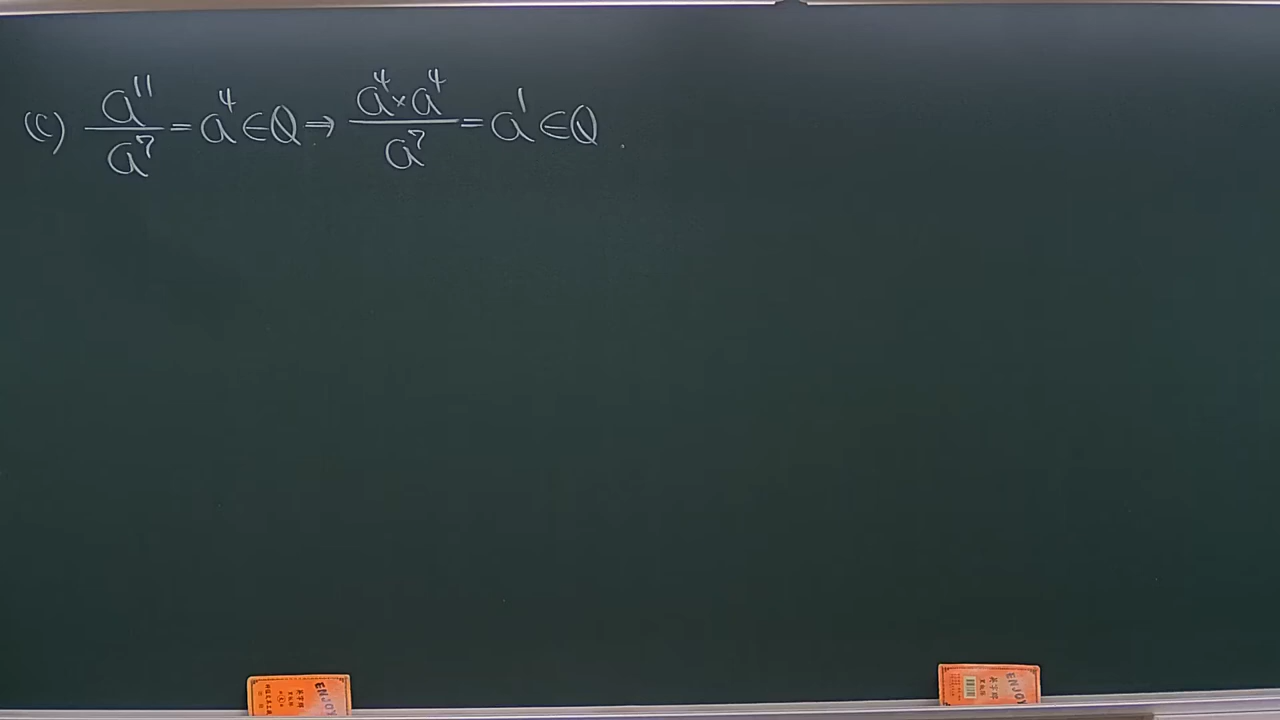 (C) a¹¹/a⁷ = a⁴ ∈ Q ⇒ (a⁴ × a⁴)/a⁷ = a¹ ∈ Q.
ENJOY
ENJOY